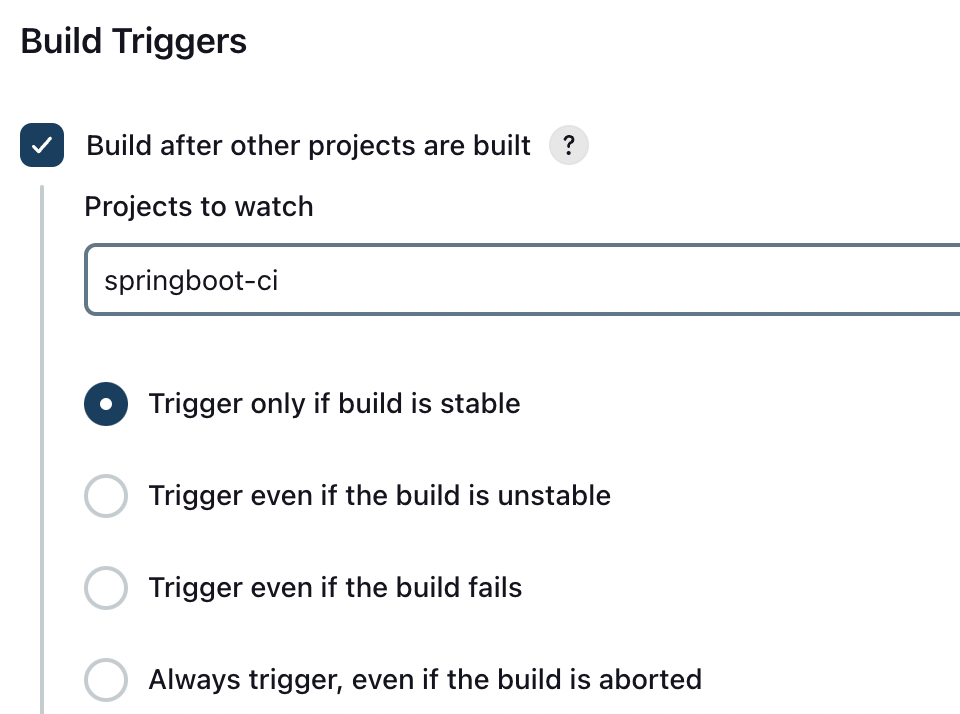 Build Triggers
Build after other projects are built ?
Projects to watch
springboot-ci
Trigger only if build is stable
Trigger even if the build is unstable
Trigger even if the build fails
Always trigger, even if the build is aborted